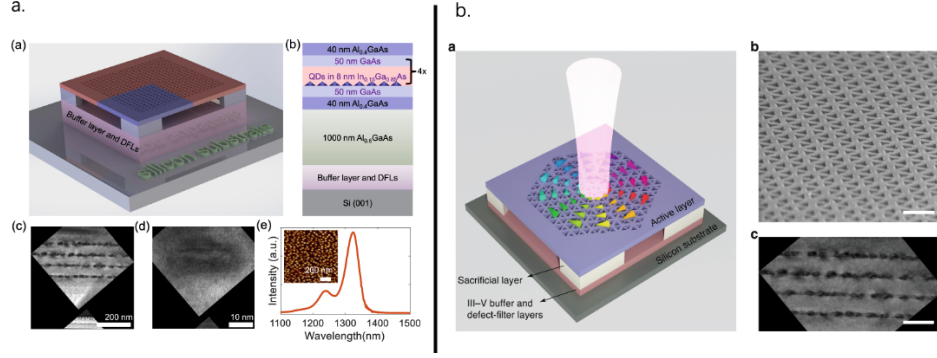 a.
(a)
Buffer layer and DFLs
Silicon substrate
(b)
40 nm Al0.4GaAs
50 nm GaAs
QDs in 8 nm In0.15Ga0.85As
4x
50 nm GaAs
40 nm Al0.4GaAs
1000 nm Al0.6GaAs
Buffer layer and DFLs
Si (001)
(c)
200 nm
(d)
10 nm
(e)
Intensity (a.u.)
200 nm
1100 1200 1300 1400 1500
Wavelength(nm)
b.
a
Active layer
Silicon substrate
Sacrificial layer
III–V buffer and
defect-filter layers
b
c